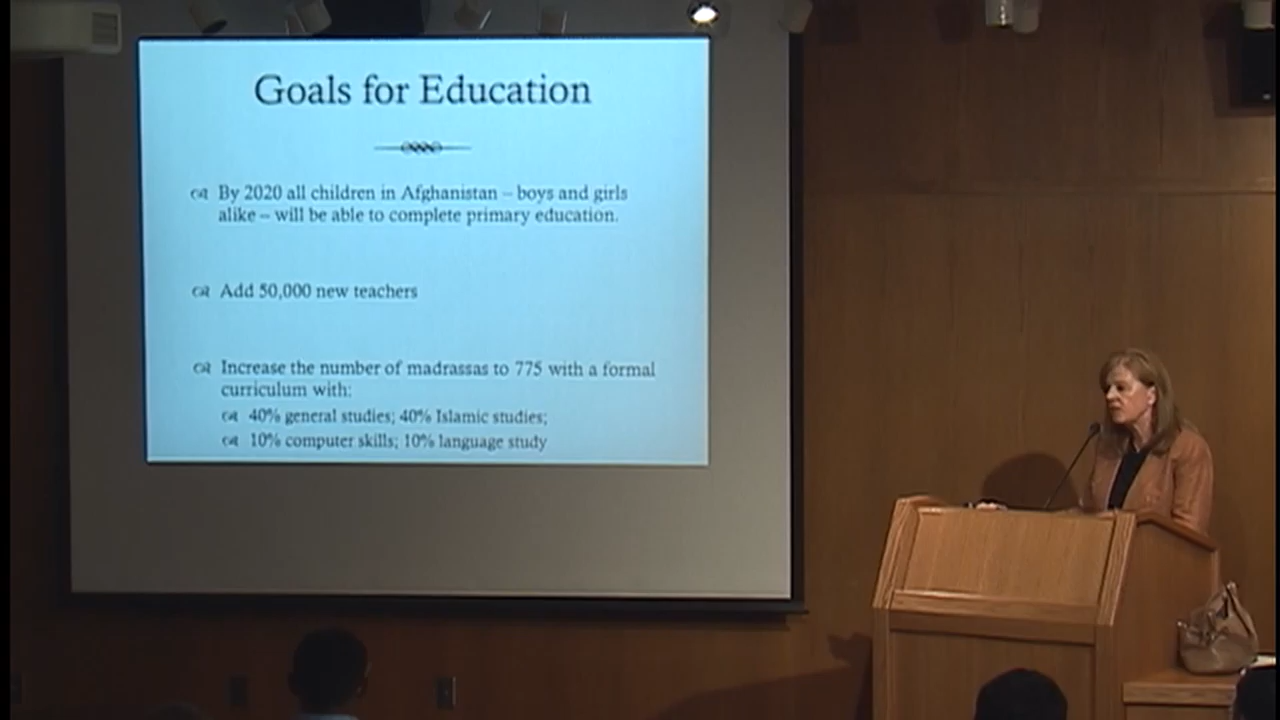 Goals for Education
By 2020 all children in Afghanistan – boys and girls
alike – will be able to complete primary education.
Add 50,000 new teachers
Increase the number of madrassas to 775 with a formal
curriculum with:
40% general studies; 40% Islamic studies;
10% computer skills; 10% language study